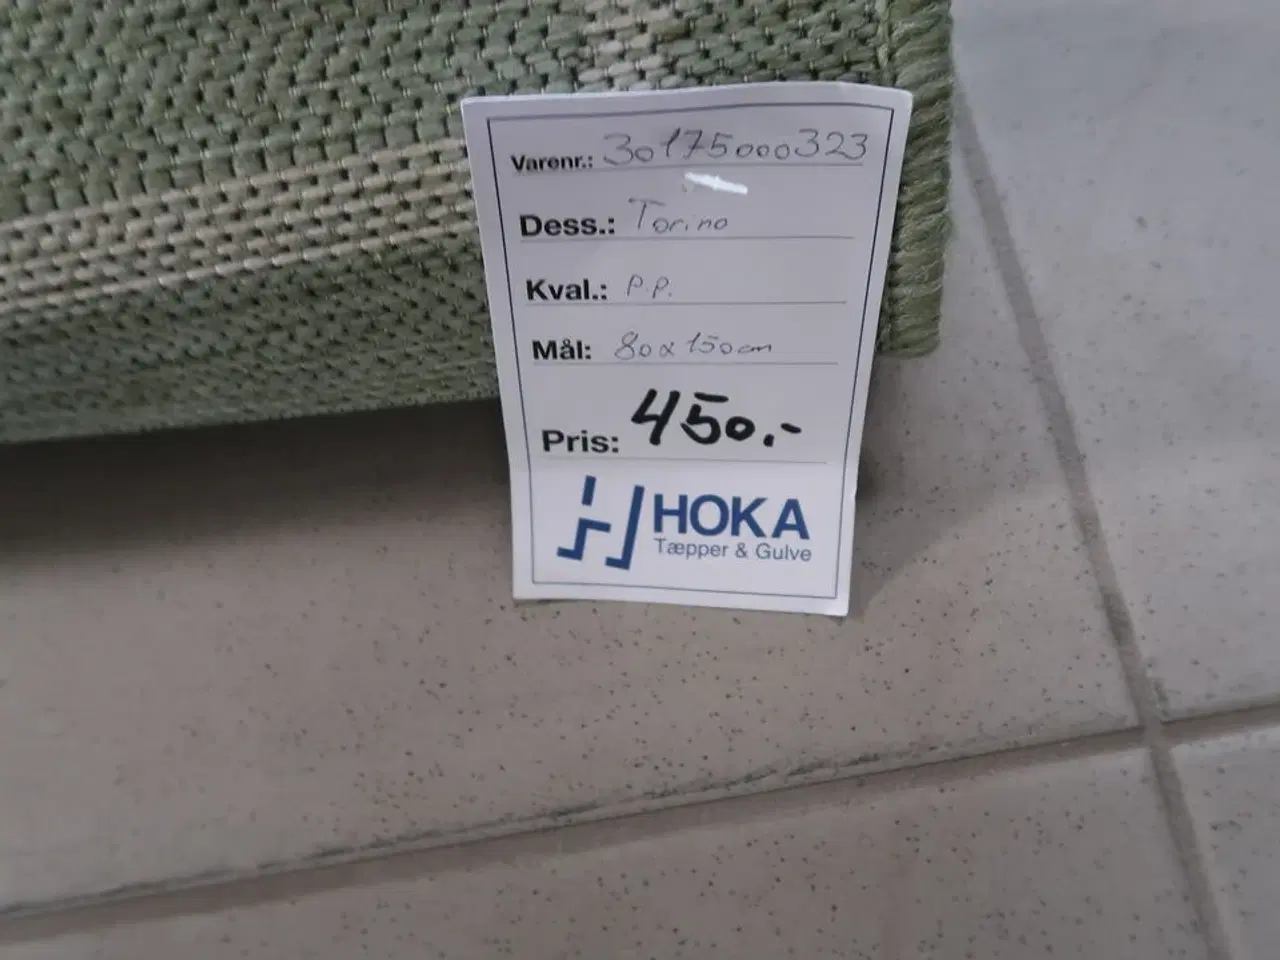 Varenr.: 30175000323
Dess.: Torino
Kval.: P.P.
Mål: 80x150cm
Pris: 450.-
HOKA
Tæpper & Gulve